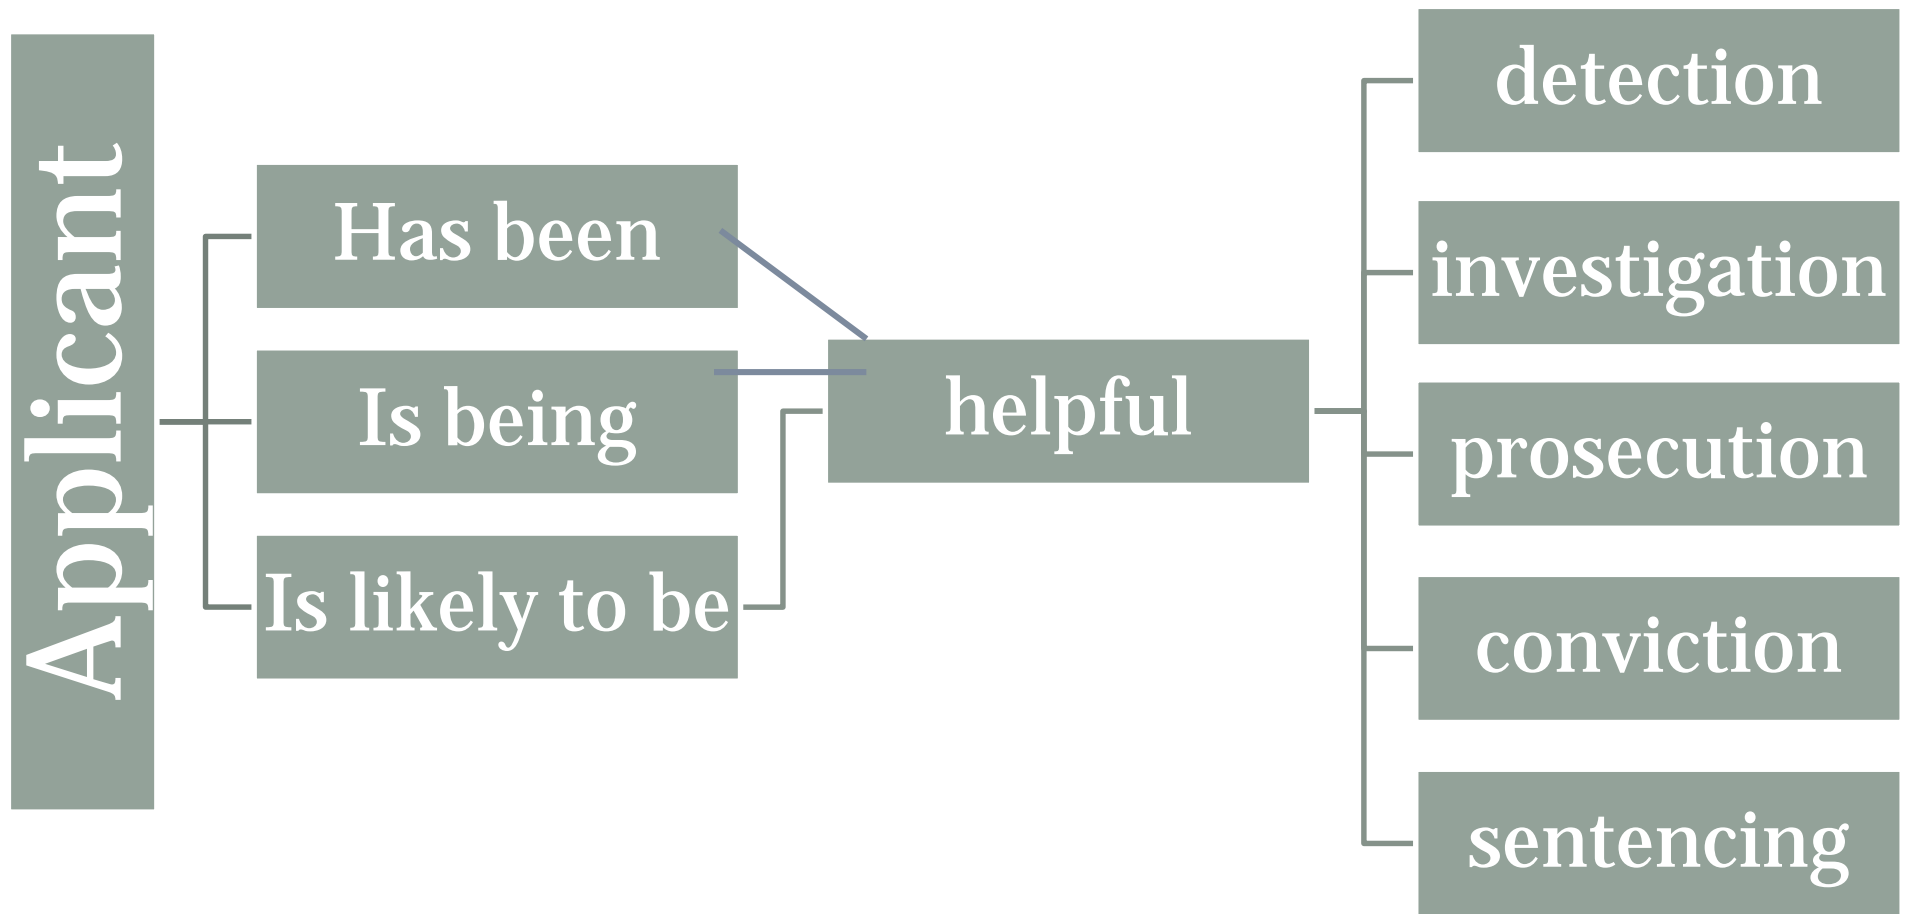 Applicant
Has been
Is being
Is likely to be
helpful
detection
investigation
prosecution
conviction
sentencing